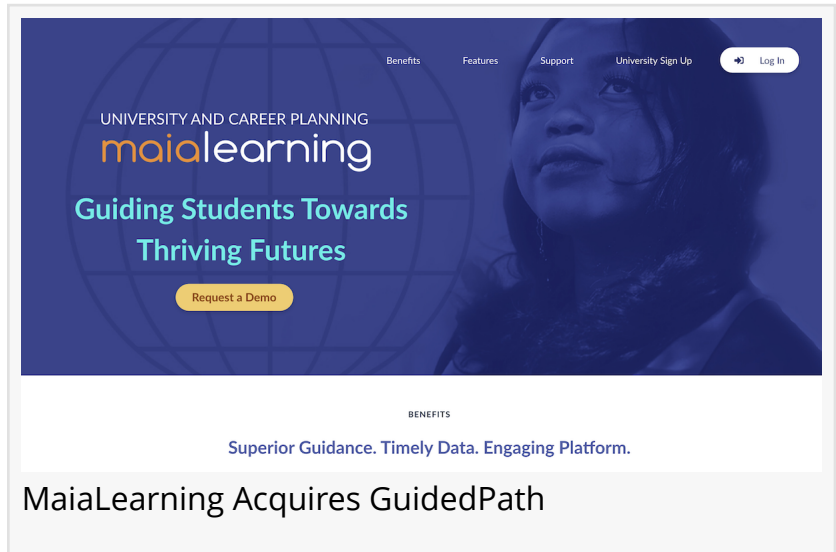 Benefits Features Support University Sign Up Log In
UNIVERSITY AND CAREER PLANNING
maialearning
Guiding Students Towards
Thriving Futures
Request a Demo
BENEFITS
Superior Guidance. Timely Data. Engaging Platform.
MaiaLearning Acquires GuidedPath